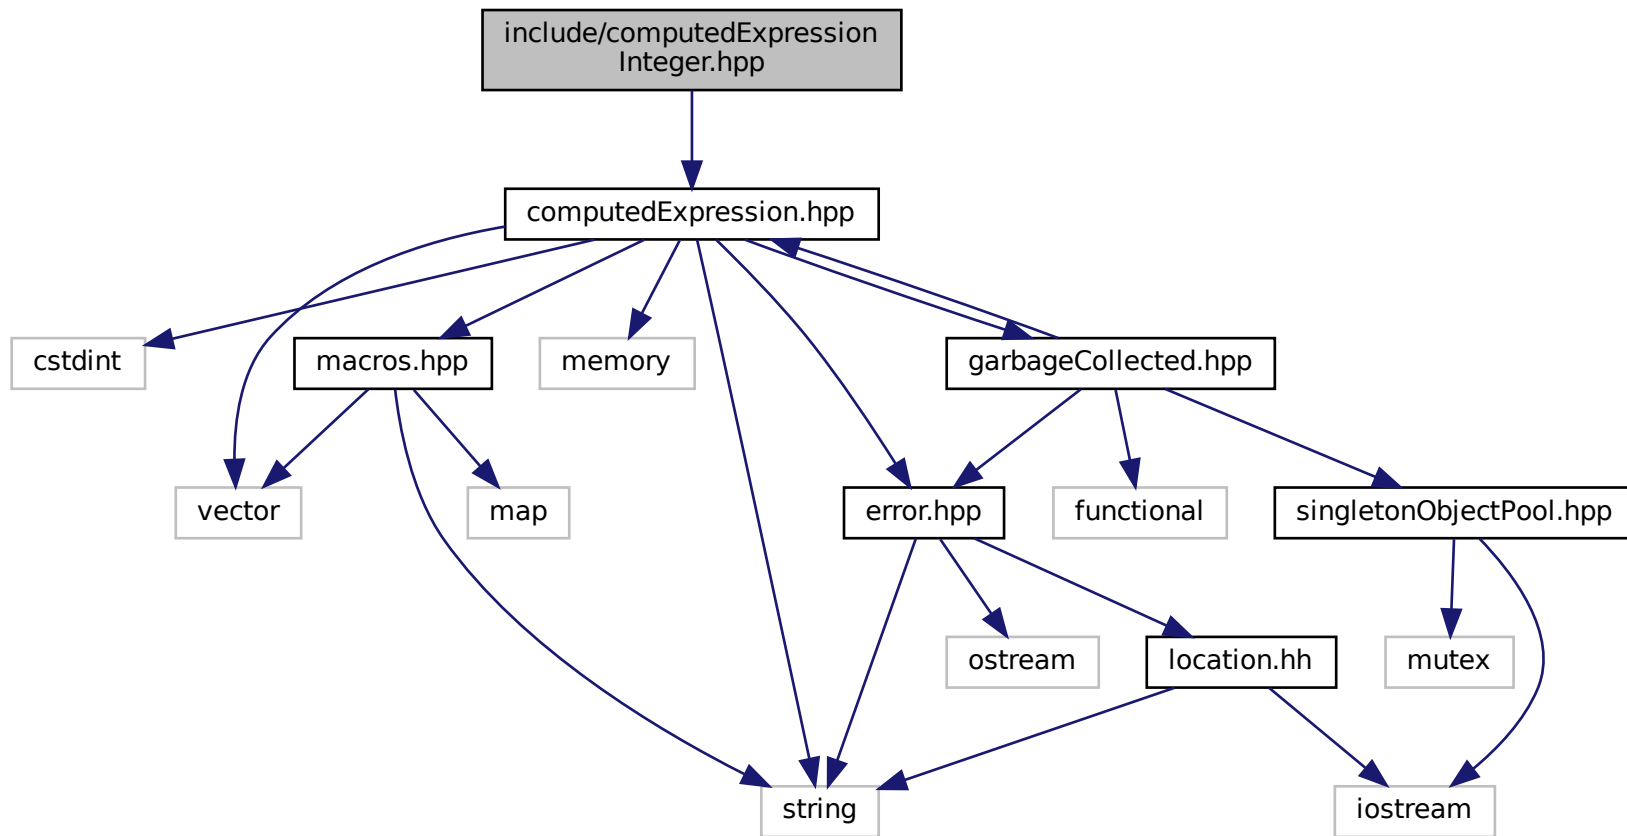 include/computedExpression
Integer.hpp
computedExpression.hpp
cstdint
macros.hpp
memory
garbageCollected.hpp
vector
map
error.hpp
functional
singletonObjectPool.hpp
ostream
location.hh
mutex
string
iostream